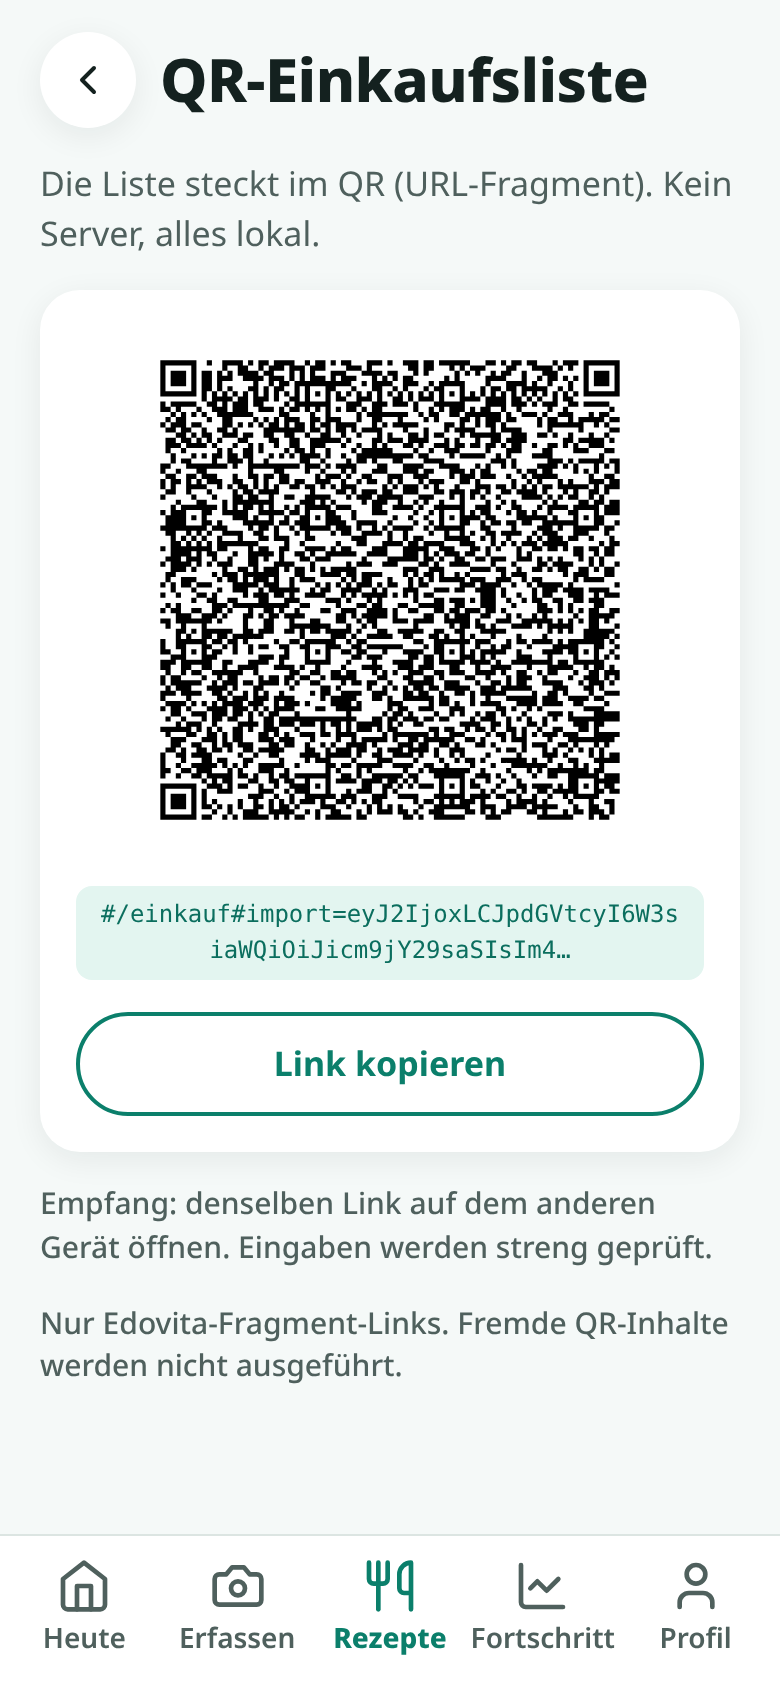 QR-Einkaufsliste
Die Liste steckt im QR (URL-Fragment). Kein
Server, alles lokal.
#/einkauf#import=eyJ2IjoxLCJpdGVtcyI6W3s
iaWQiOiJicm9jY29saSIsIm4…
Link kopieren
Empfang: denselben Link auf dem anderen
Gerät öffnen. Eingaben werden streng geprüft.
Nur Edovita-Fragment-Links. Fremde QR-Inhalte
werden nicht ausgeführt.
Heute
Erfassen
Rezepte
Fortschritt
Profil